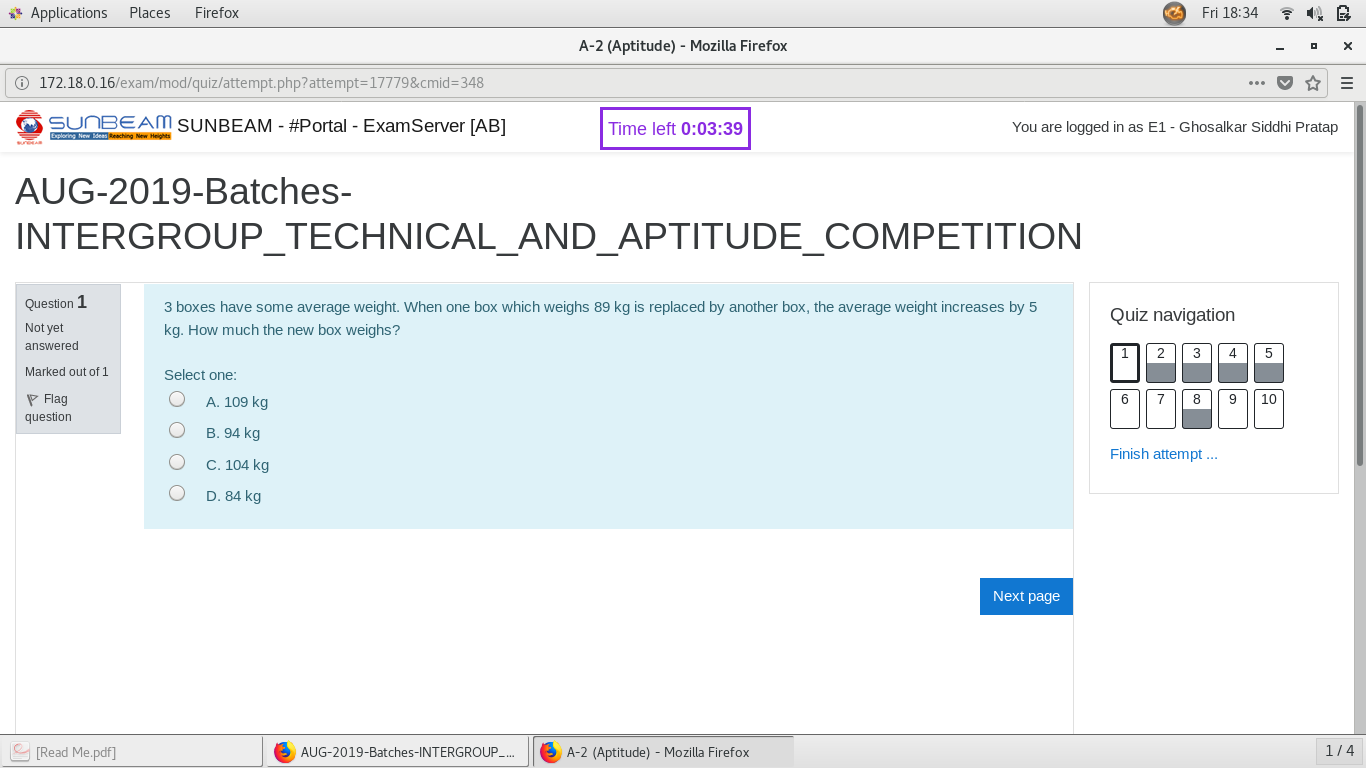 Applications Places Firefox Fri 18:34
A-2 (Aptitude) - Mozilla Firefox
172.18.0.16/exam/mod/quiz/attempt.php?attempt=17779&cmid=348
SUNBEAM
Exploring New Ideas Reaching New Heights
SUNBEAM
SUNBEAM - #Portal - ExamServer [AB]
Time left 0:03:39
You are logged in as E1 - Ghosalkar Siddhi Pratap
AUG-2019-Batches-
INTERGROUP_TECHNICAL_AND_APTITUDE_COMPETITION
Question 1
Not yet
answered
Marked out of 1
Flag
question
3 boxes have some average weight. When one box which weighs 89 kg is replaced by another box, the average weight increases by 5
kg. How much the new box weighs?
Select one:
A. 109 kg
B. 94 kg
C. 104 kg
D. 84 kg
Next page
Quiz navigation
1 2 3 4 5
6 7 8 9 10
Finish attempt ...
[Read Me.pdf] AUG-2019-Batches-INTERGROUP_... A-2 (Aptitude) - Mozilla Firefox 1 / 4